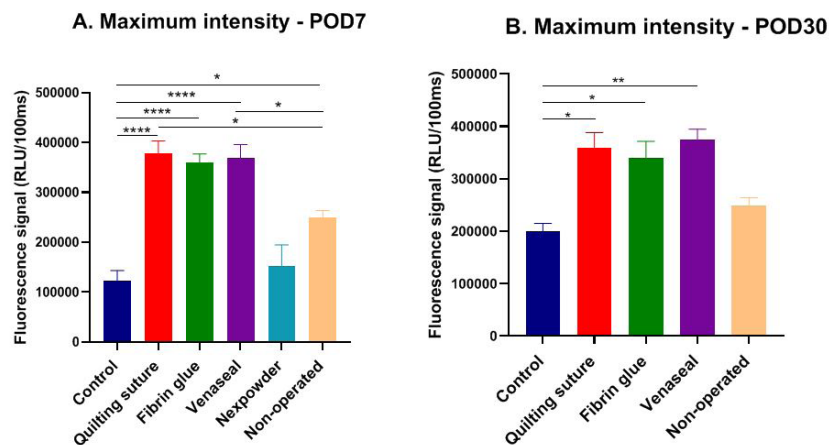 A. Maximum intensity - POD7
Fluorescence signal (RLU/100ms)
500000
400000
300000
200000
100000
0
*
****
****
*
****
*
Control
Quilting suture
Fibrin glue
Venaseal
Nexpowder
Non-operated
B. Maximum intensity - POD30
Fluorescence signal (RLU/100ms)
500000
400000
300000
200000
100000
0
**
*
*
Control
Quilting suture
Fibrin glue
Venaseal
Non-operated